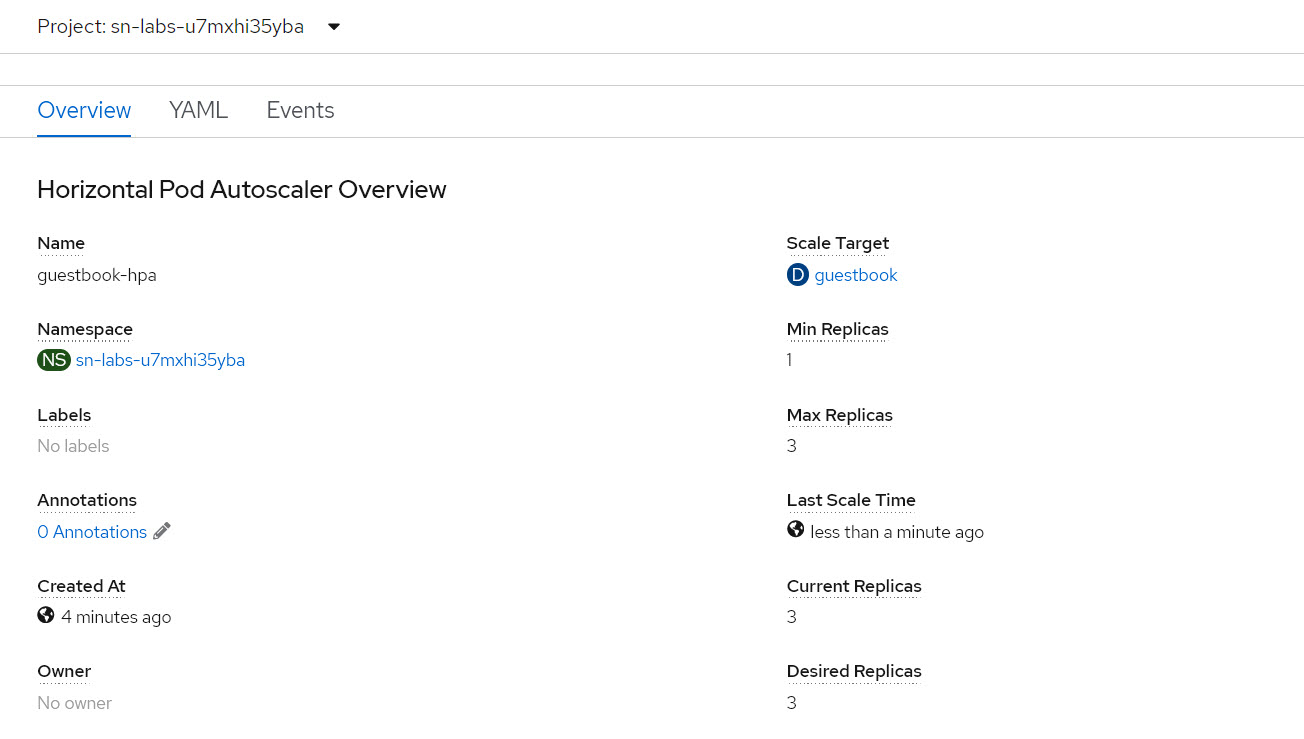 Project: sn-labs-u7mxhi35yba
Overview YAML Events
Horizontal Pod Autoscaler Overview
Name
guestbook-hpa
Namespace
NS sn-labs-u7mxhi35yba
Labels
No labels
Annotations
0 Annotations
Created At
4 minutes ago
Owner
No owner
Scale Target
D guestbook
Min Replicas
1
Max Replicas
3
Last Scale Time
less than a minute ago
Current Replicas
3
Desired Replicas
3